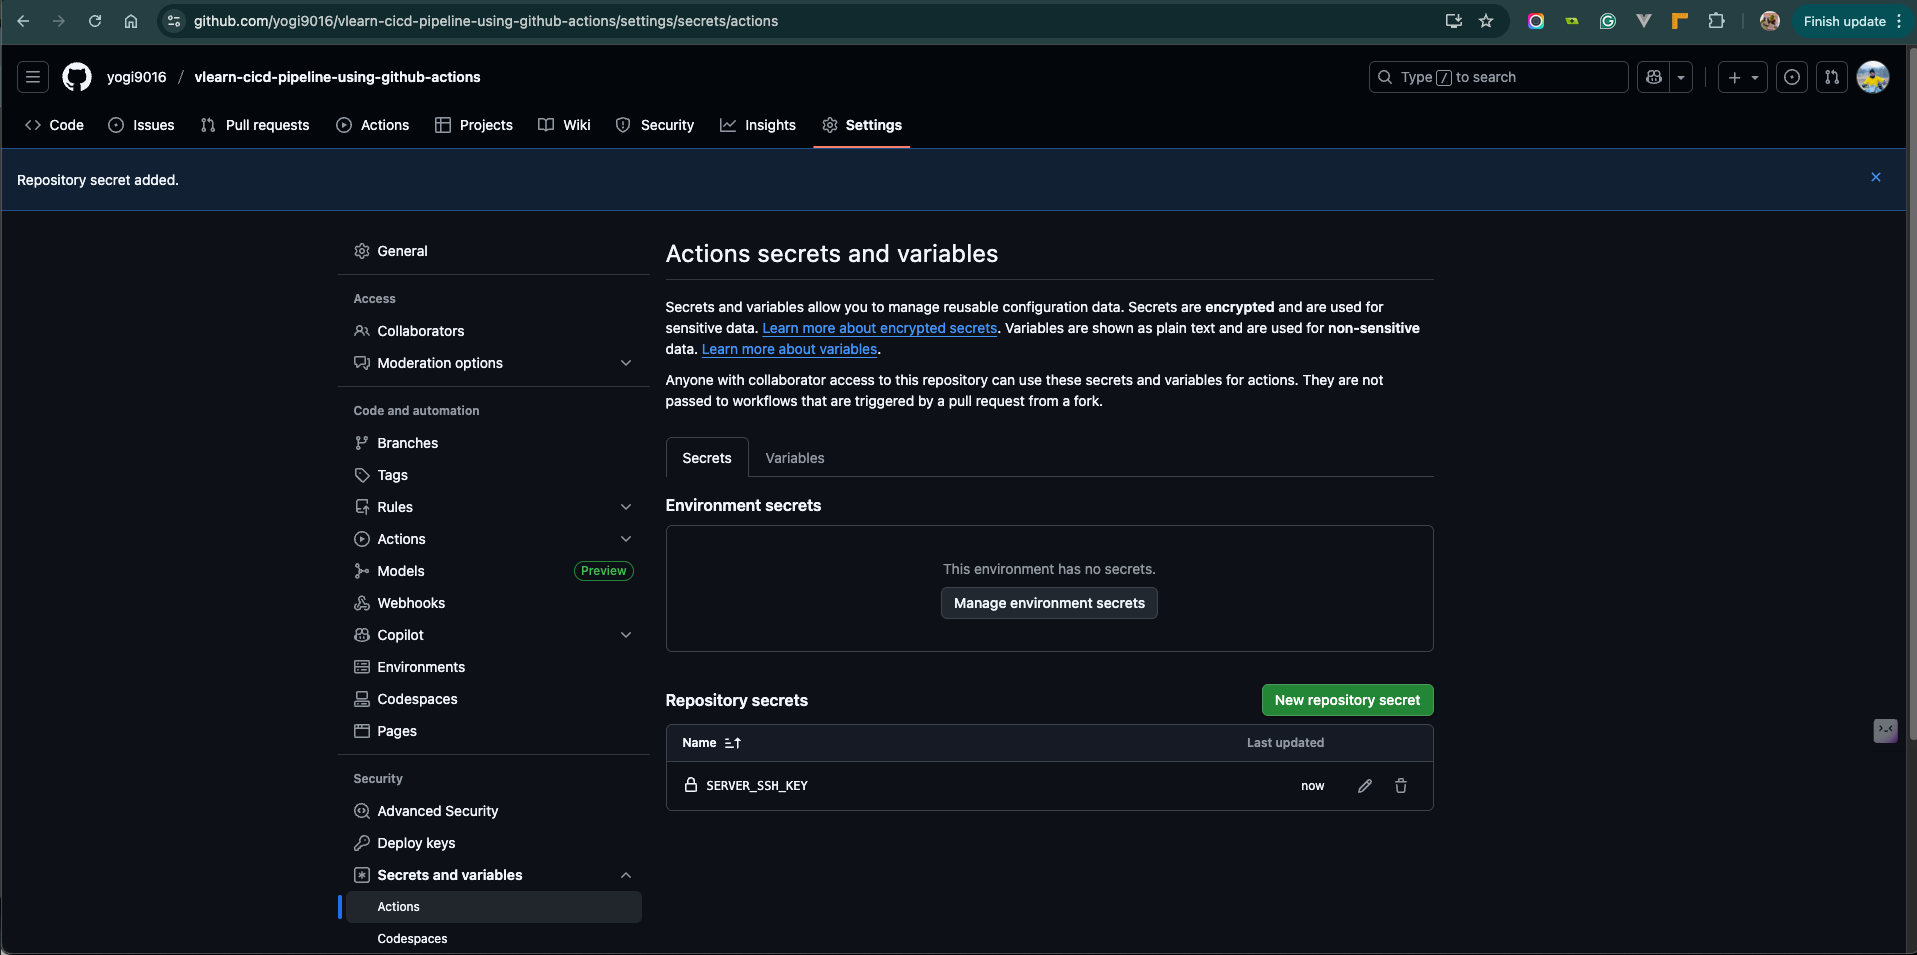 github.com/yogi9016/vlearn-cicd-pipeline-using-github-actions/settings/secrets/actions
Finish update
yogi9016 / vlearn-cicd-pipeline-using-github-actions
Type / to search
Code
Issues
Pull requests
Actions
Projects
Wiki
Security
Insights
Settings
Repository secret added.
General
Access
Collaborators
Moderation options
Code and automation
Branches
Tags
Rules
Actions
Models
Preview
Webhooks
Copilot
Environments
Codespaces
Pages
Security
Advanced Security
Deploy keys
Secrets and variables
Actions
Codespaces
Actions secrets and variables
Secrets and variables allow you to manage reusable configuration data. Secrets are encrypted and are used for
sensitive data. Learn more about encrypted secrets. Variables are shown as plain text and are used for non-sensitive
data. Learn more about variables.
Anyone with collaborator access to this repository can use these secrets and variables for actions. They are not
passed to workflows that are triggered by a pull request from a fork.
Secrets
Variables
Environment secrets
This environment has no secrets.
Manage environment secrets
Repository secrets
New repository secret
Name
Last updated
SERVER_SSH_KEY
now